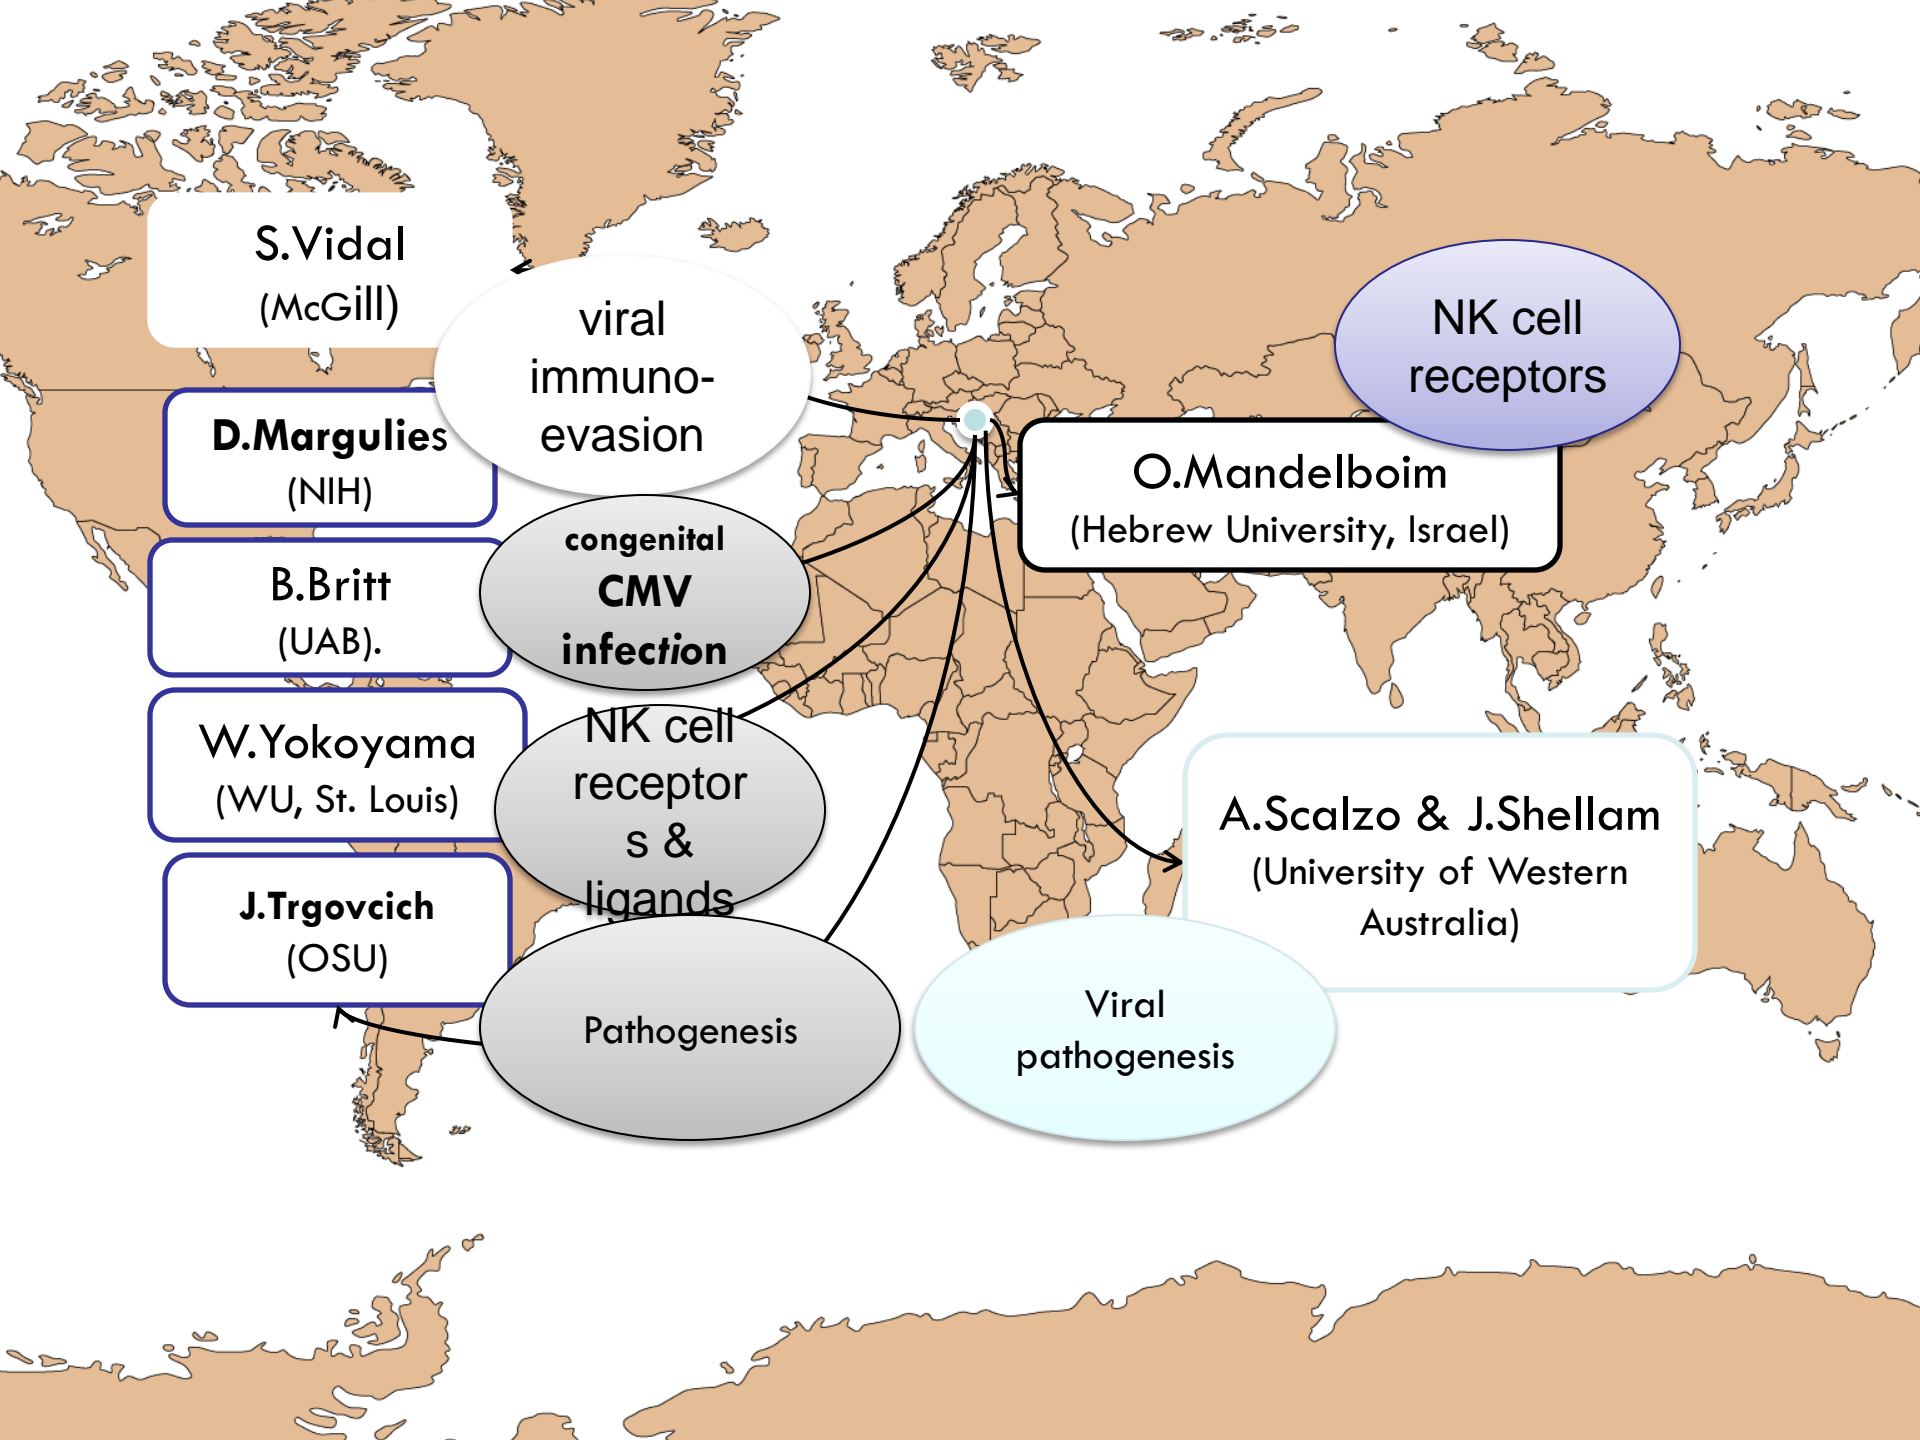 S.Vidal
(McGill)
viral
immuno-
evasion
NK cell
receptors
D.Margulies
(NIH)
O.Mandelboim
(Hebrew University, Israel)
B.Britt
(UAB).
congenital
CMV
infection
W.Yokoyama
(WU, St. Louis)
NK cell
receptor
s &
ligands
A.Scalzo & J.Shellam
(University of Western
Australia)
J.Trgovcich
(OSU)
Pathogenesis
Viral
pathogenesis